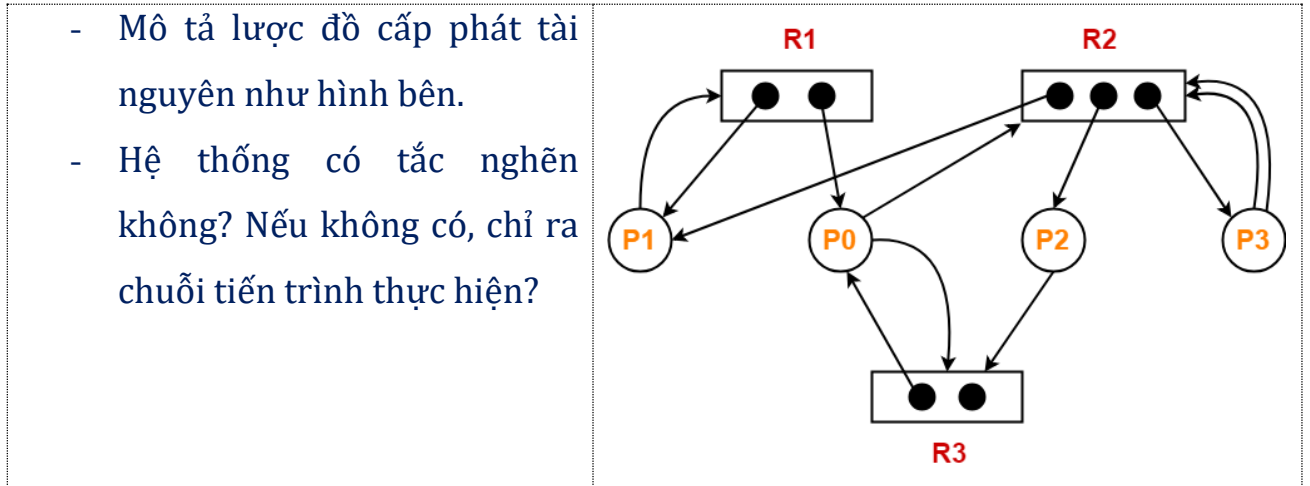 - Mô tả lược đồ cấp phát tài
nguyên như hình bên.
- Hệ thống có tắc nghẽn
không? Nếu không có, chỉ ra
chuỗi tiến trình thực hiện?
R1 R2
P1 P0 P2 P3
R3